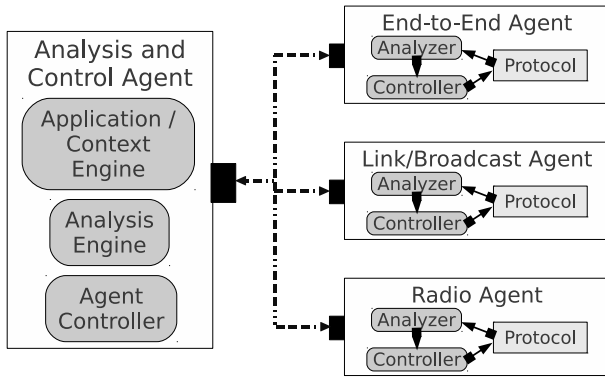 Analysis and
Control Agent
Application /
Context
Engine
Analysis
Engine
Agent
Controller
End-to-End Agent
Analyzer
Protocol
Controller
Link/Broadcast Agent
Analyzer
Protocol
Controller
Radio Agent
Analyzer
Protocol
Controller